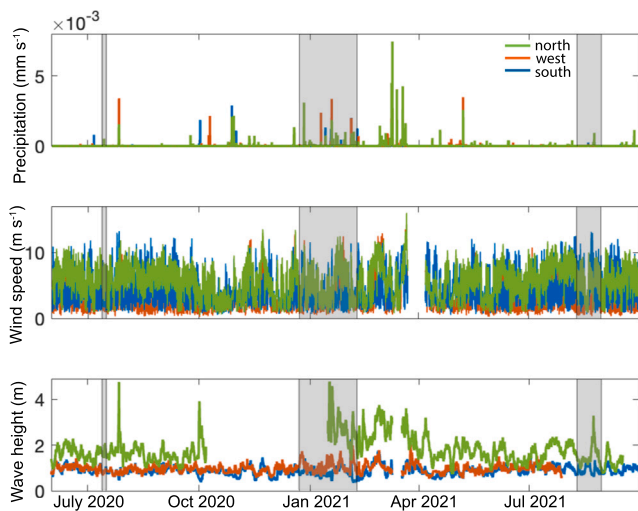 ×10⁻³
Precipitation (mm s⁻¹)
5
0
north
west
south
Wind speed (m s⁻¹)
10
0
Wave height (m)
4
2
0
July 2020
Oct 2020
Jan 2021
Apr 2021
Jul 2021